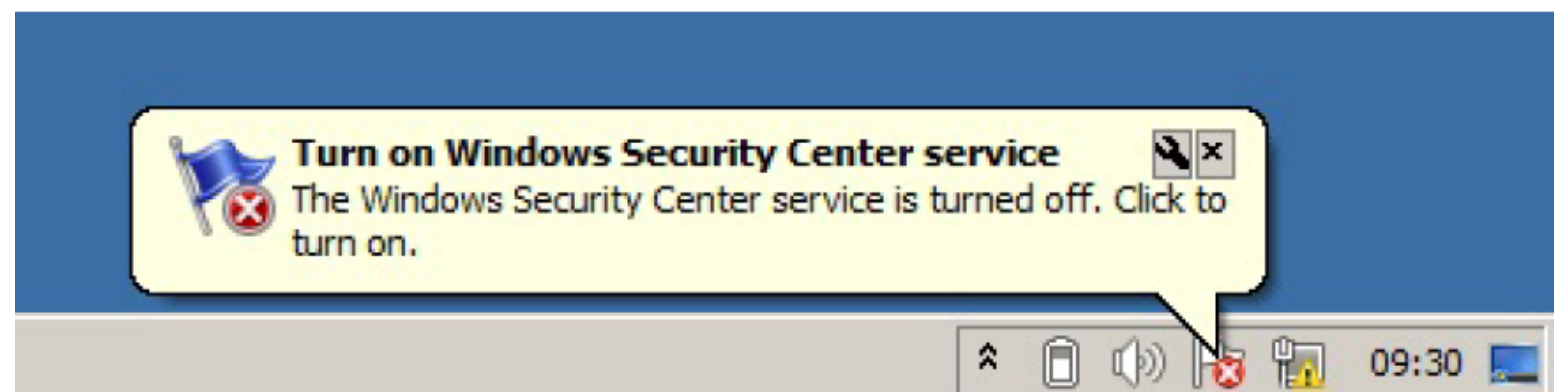 Turn on Windows Security Center service
The Windows Security Center service is turned off. Click to
turn on.
09:30